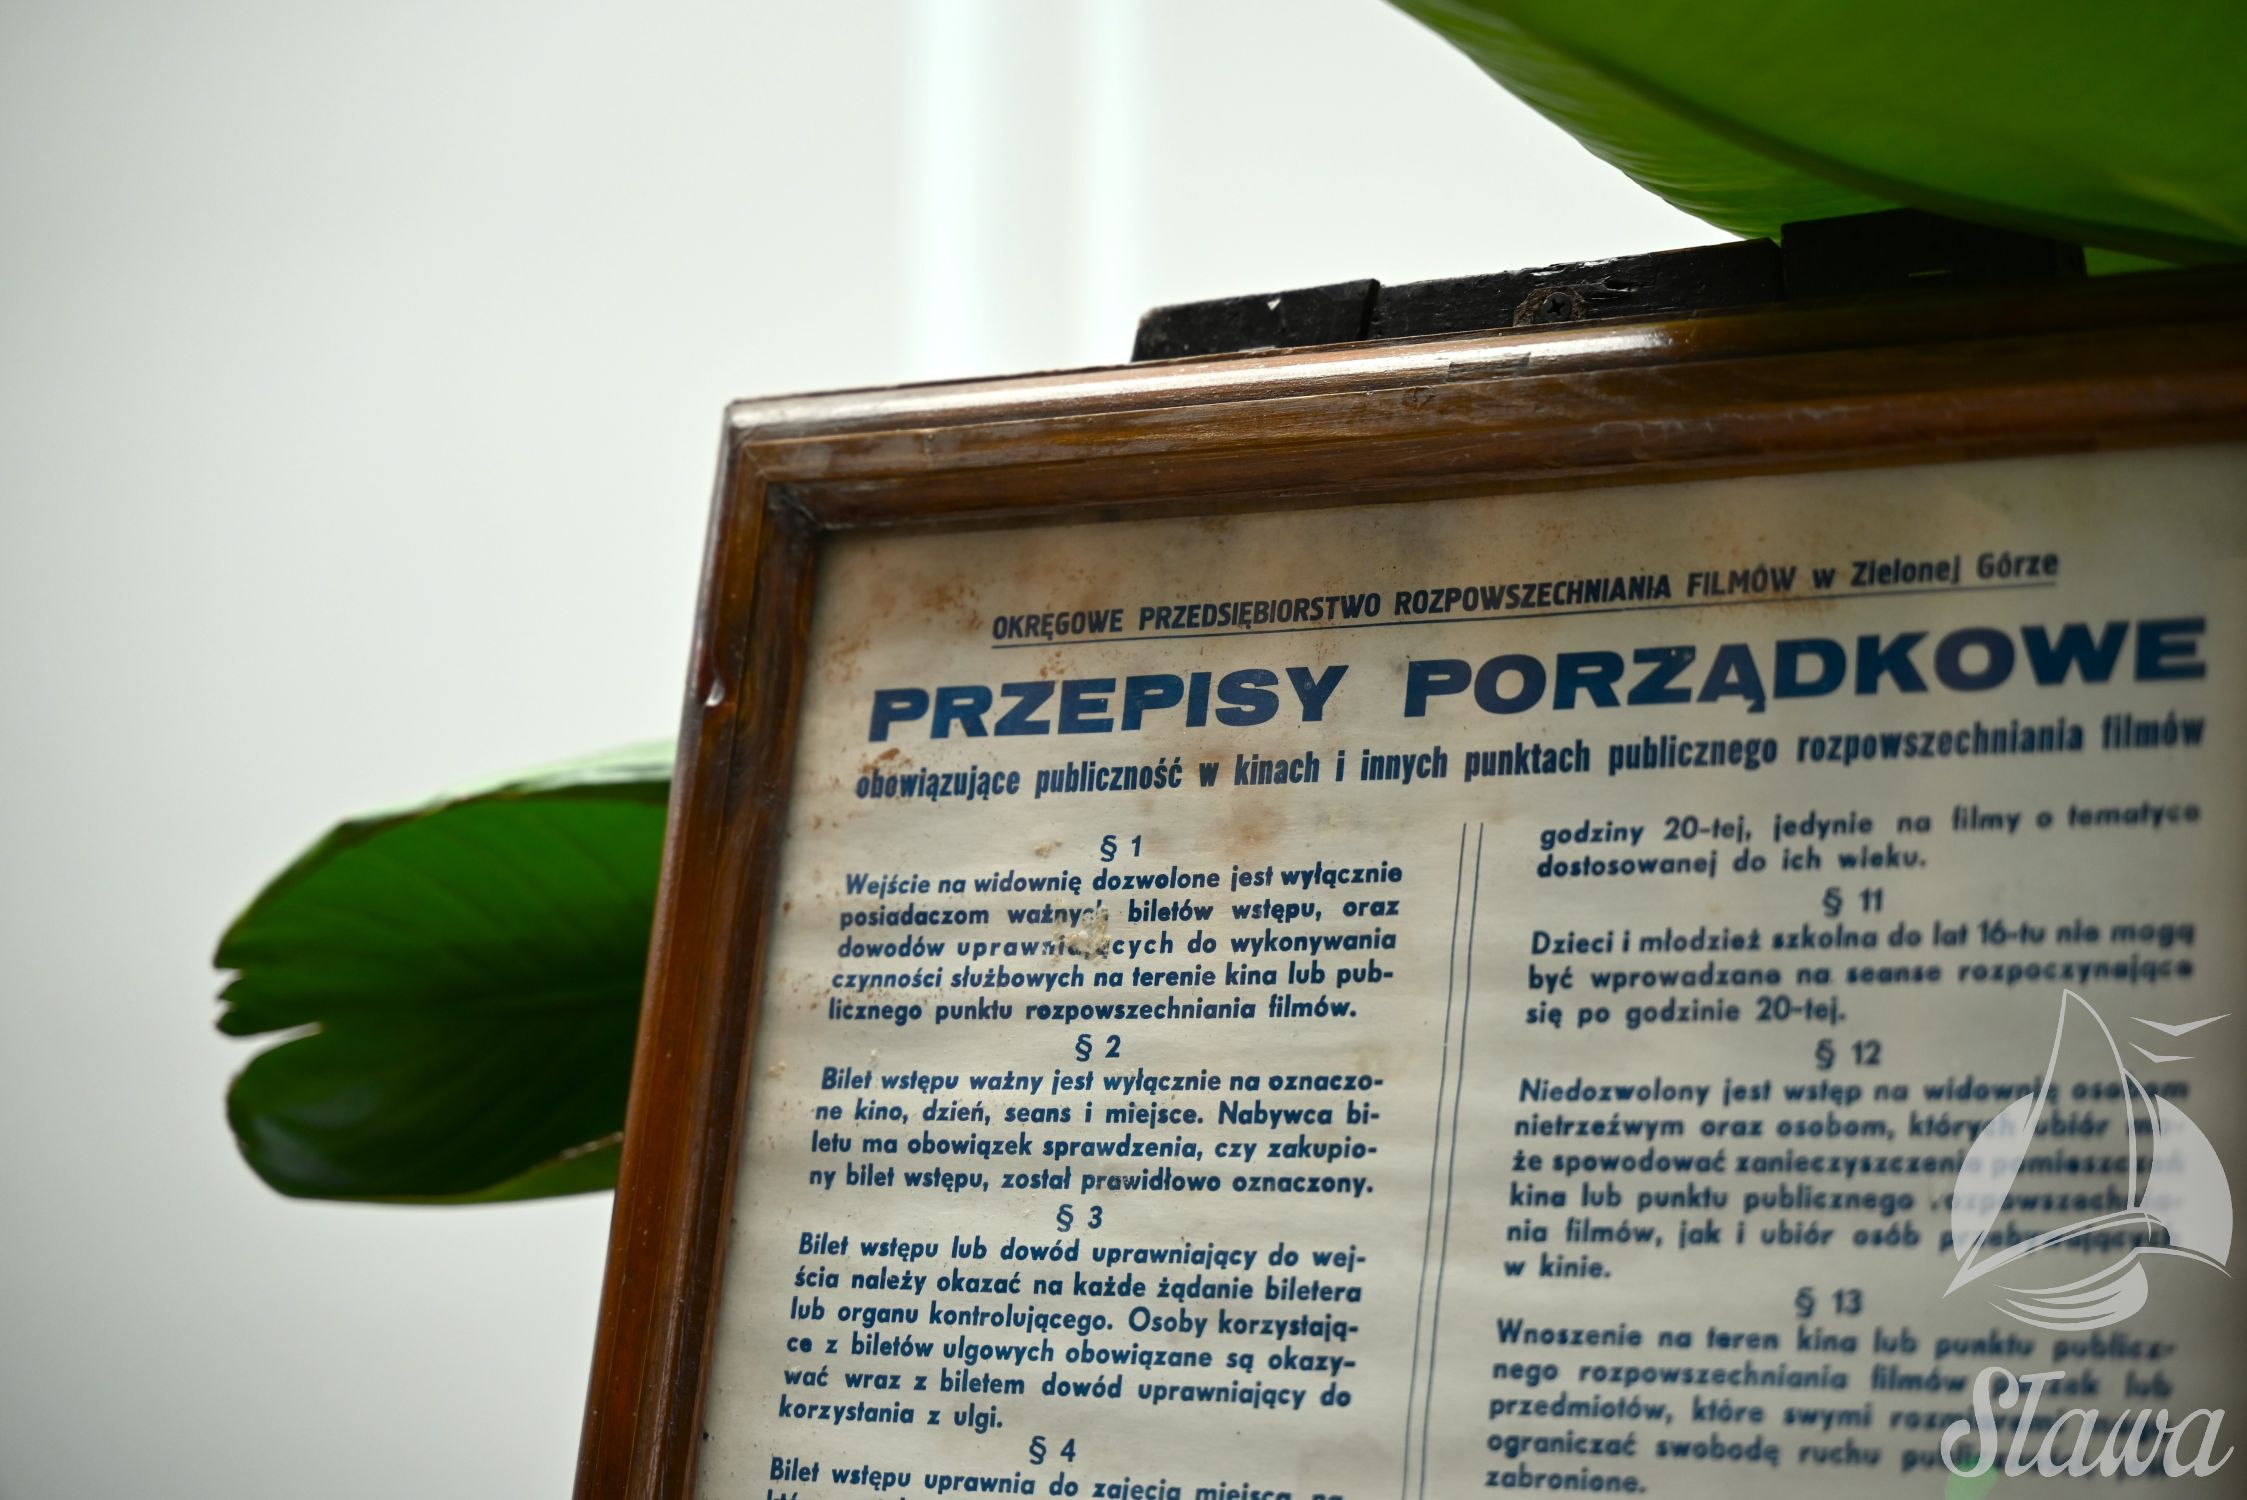 OKRĘGOWE PRZEDSIĘBIORSTWO ROZPOWSZECHNIANIA FILMÓW w Zielonej Górze
PRZEPISY PORZĄDKOWE
obowiązujące publiczność w kinach i innych punktach publicznego rozpowszechniania filmów
§ 1
Wejście na widownię dozwolone jest wyłącznie
posiadaczom ważnych biletów wstępu, oraz
dowodów uprawniających do wykonywania
czynności służbowych na terenie kina lub pub-
licznego punktu rozpowszechniania filmów.
§ 2
Bilet wstępu ważny jest wyłącznie na oznaczo-
ne kino, dzień, seans i miejsce. Nabywca bi-
letu ma obowiązek sprawdzenia, czy zakupio-
ny bilet wstępu, został prawidłowo oznaczony.
§ 3
Bilet wstępu lub dowód uprawniający do wej-
ścia należy okazać na każde żądanie biletera
lub organu kontrolującego. Osoby korzystają-
ce z biletów ulgowych obowiązane są okazy-
wać wraz z biletem dowód uprawniający do
korzystania z ulgi.
§ 4
Bilet wstępu uprawnia do zajęcia miejsca na
godziny 20-tej, jedynie na filmy o tematyce
dostosowanej do ich wieku.
§ 11
Dzieci i młodzież szkolna do lat 16-tu nie mogą
być wprowadzane na seanse rozpoczynające
się po godzinie 20-tej.
§ 12
Niedozwolony jest wstęp na widownię osobom
nietrzeźwym oraz osobom, których ubiór mo-
że spowodować zanieczyszczenie pomieszczeń
kina lub punktu publicznego rozpowszechnia-
nia filmów, jak i ubiór osób przebywających
w kinie.
§ 13
Wnoszenie na teren kina lub punktu publicz-
nego rozpowszechniania filmów paczek lub
przedmiotów, które swymi rozmiarami
ograniczać swobodę ruchu
zabronione.
Sława